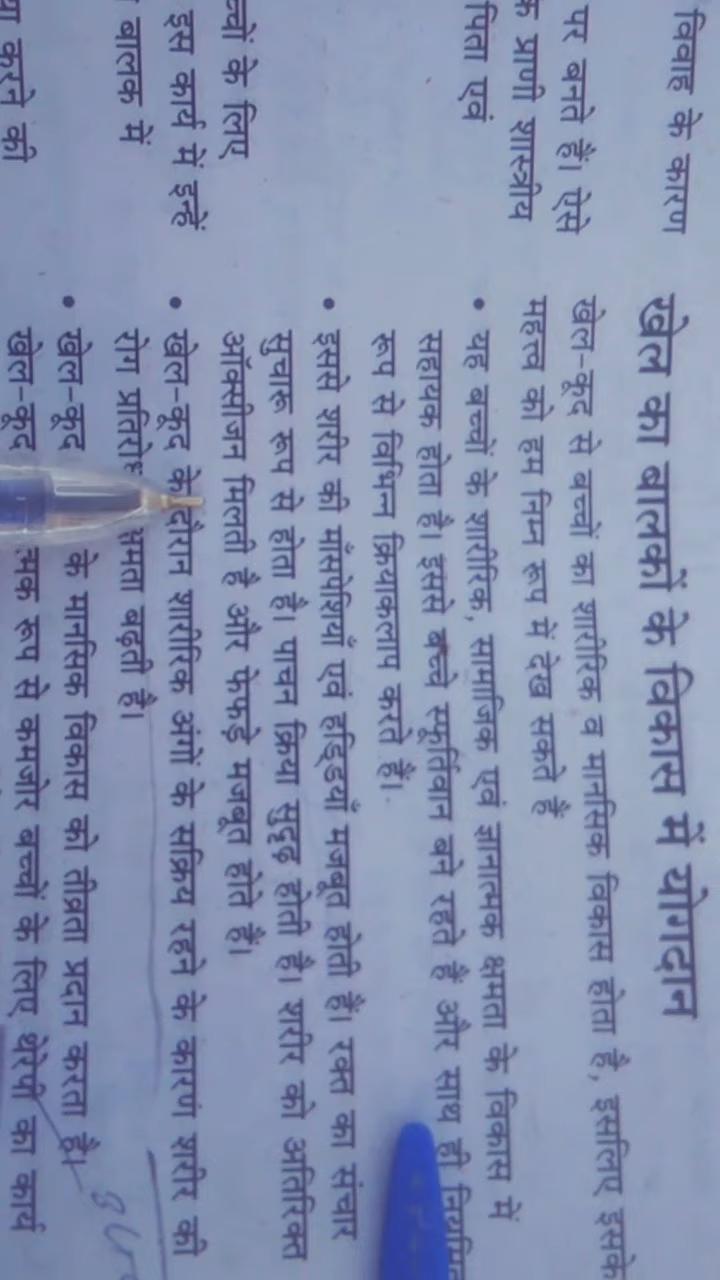 विवाह के कारण
पर बनते हैं। ऐसे
प्राणी शास्त्रीय
पिता एवं
के लिए
इस कार्य में इन्हें
बालक में
करने की
खेल का बालकों के विकास में योगदान
खेल-कूद से बच्चों का शारीरिक व मानसिक विकास होता है, इसलिए इसके
महत्त्व को हम निम्न रूप में देख सकते हैं
• यह बच्चों के शारीरिक, सामाजिक एवं ज्ञानात्मक क्षमता के विकास में
सहायक होता है। इससे बच्चे स्फूर्तिवान बने रहते हैं और साथ ही
रूप से विभिन्न क्रियाकलाप करते हैं।
• इससे शरीर की माँसपेशियाँ एवं हड्डियाँ मजबूत होती हैं। रक्त का संचार
सुचारू रूप से होता है। पाचन क्रिया सुदृढ़ होती है। शरीर को अतिरिक्त
ऑक्सीजन मिलती है और फेफड़े मजबूत होते हैं।
• खेल-कूद के दौरान शारीरिक अंगों के सक्रिय रहने के कारण शरीर की
रोग बढ़ती है।
• खेल-कूद के मानसिक विकास को तीव्रता प्रदान करता है।
खेल-कूद रूप से कमजोर बच्चों के लिए थेरेपी का कार्य